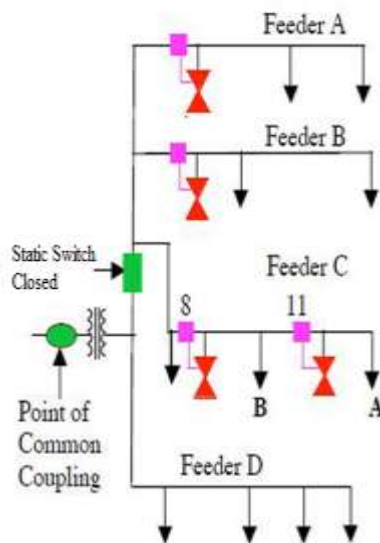 Feeder A
Feeder B
Static Switch
Closed
Feeder C
8
11
Point of
Common
Coupling
B
A
Feeder D